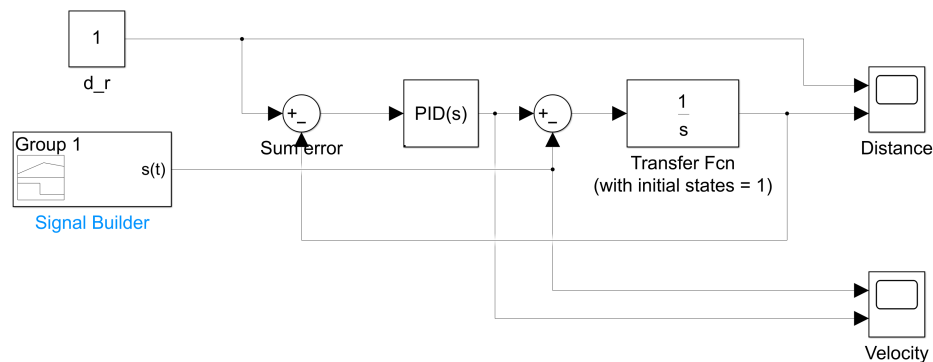 1
d_r
Group 1
s(t)
Signal Builder
+
−
Sum error
PID(s)
+
−
1
s
Transfer Fcn
(with initial states = 1)
Distance
Velocity